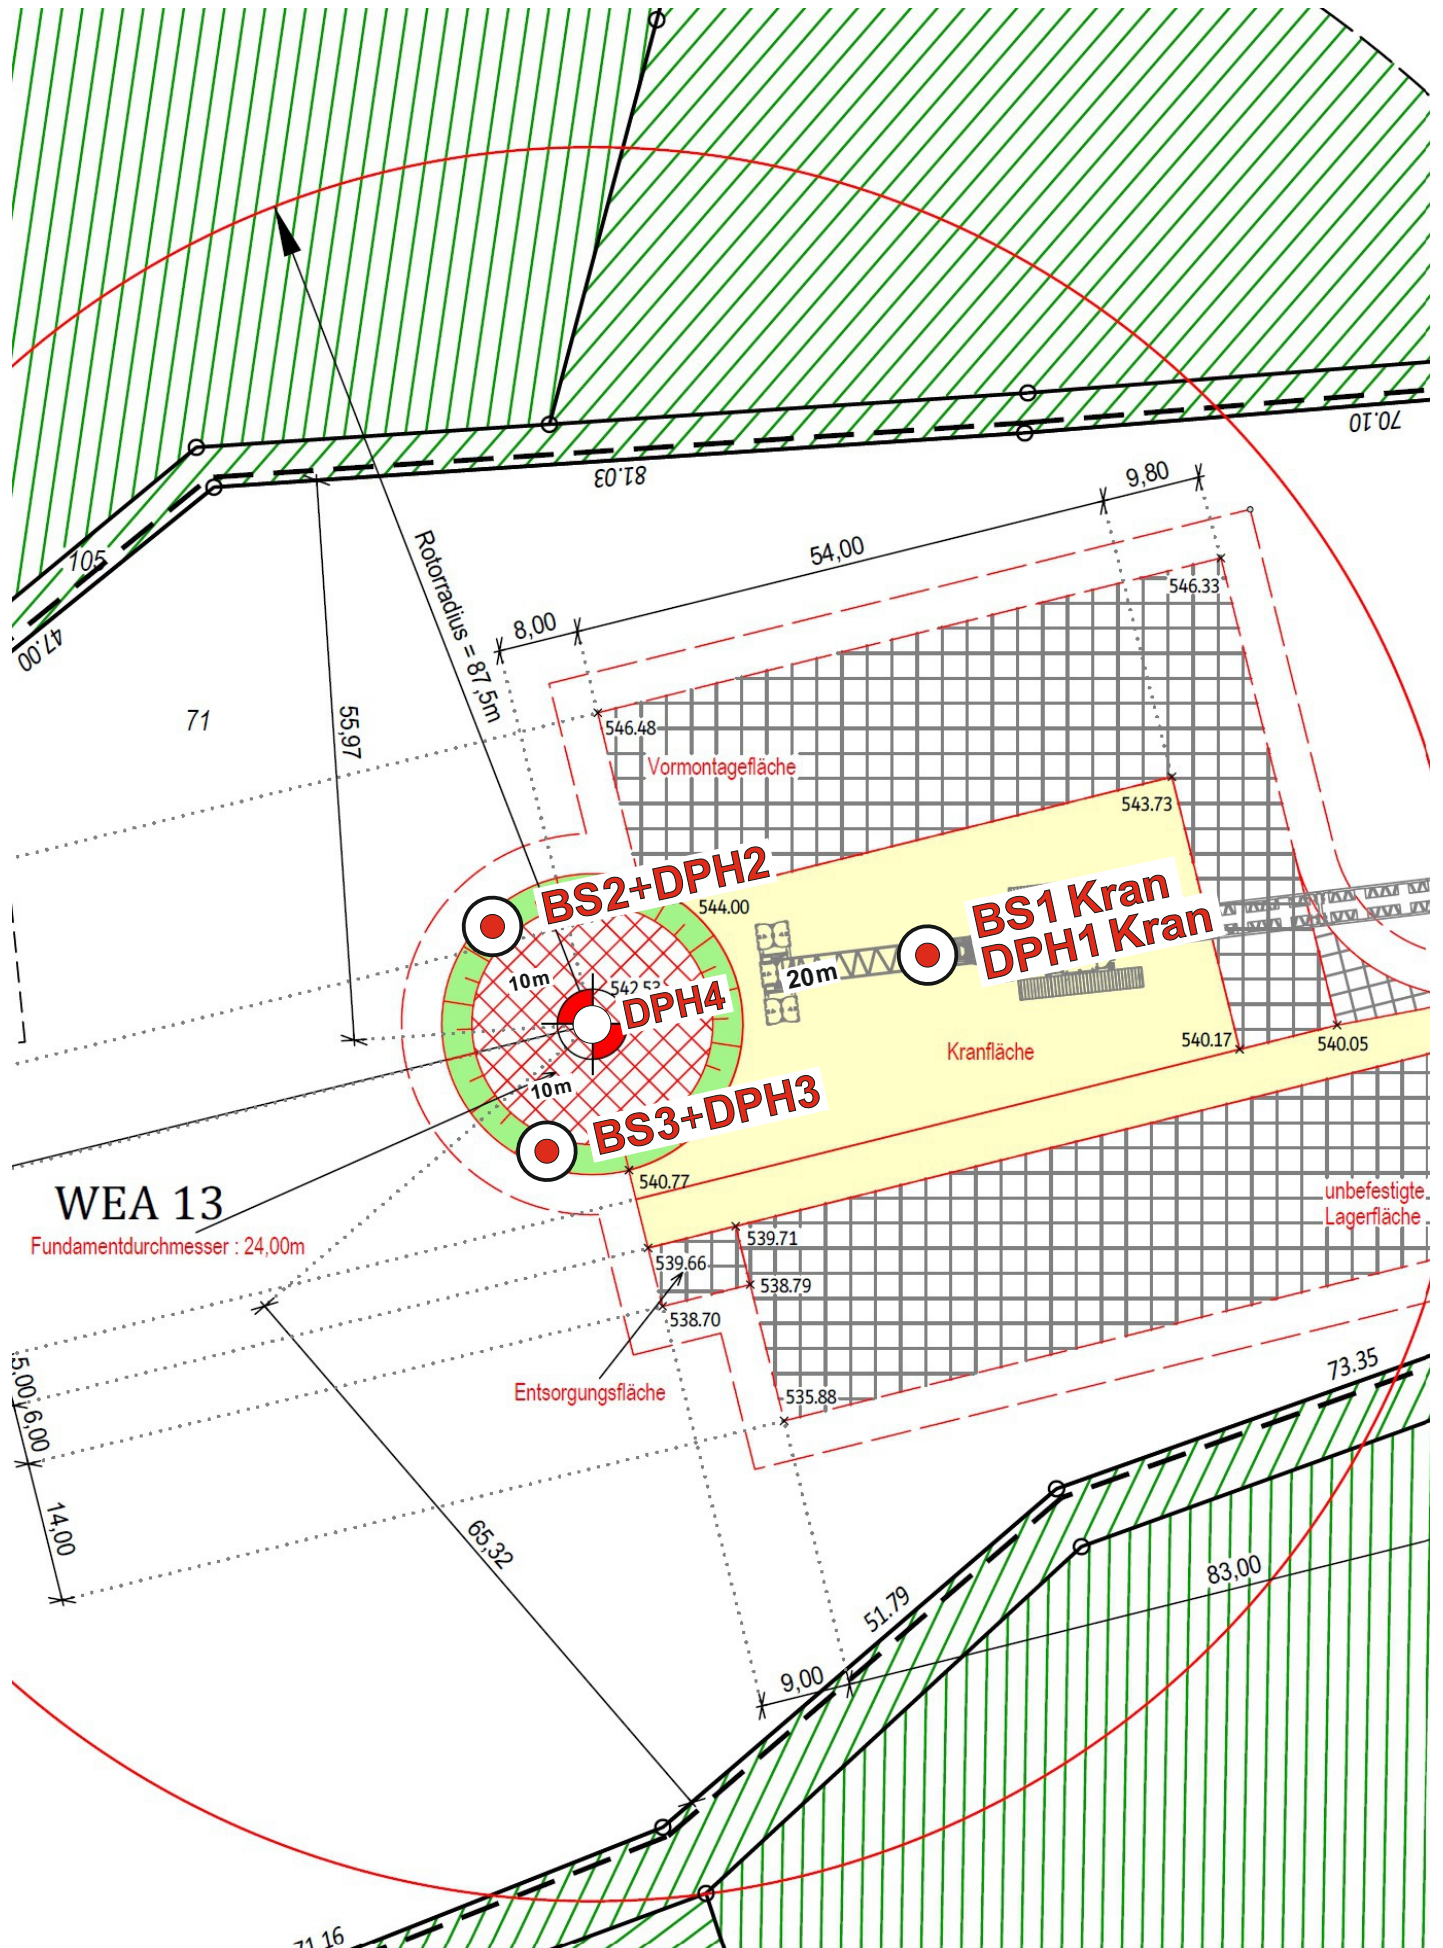 70.10
81.03
105
47.00
9,80
54,00
8,00
Rotorradius = 87,5m
55,97
71
546.33
546.48
Vormontagefläche
543.73
BS2+DPH2
544.00
BS1 Kran
DPH1 Kran
20m
10m
542.53
DPH4
Kranfläche
540.17
540.05
10m
BS3+DPH3
540.77
WEA 13
Fundamentdurchmesser : 24,00m
unbefestigte
Lagerfläche
539.71
539.66
538.79
538.70
Entsorgungsfläche
535.88
5,00
6,00
14,00
73.35
65,32
83,00
51.79
9,00
71.16